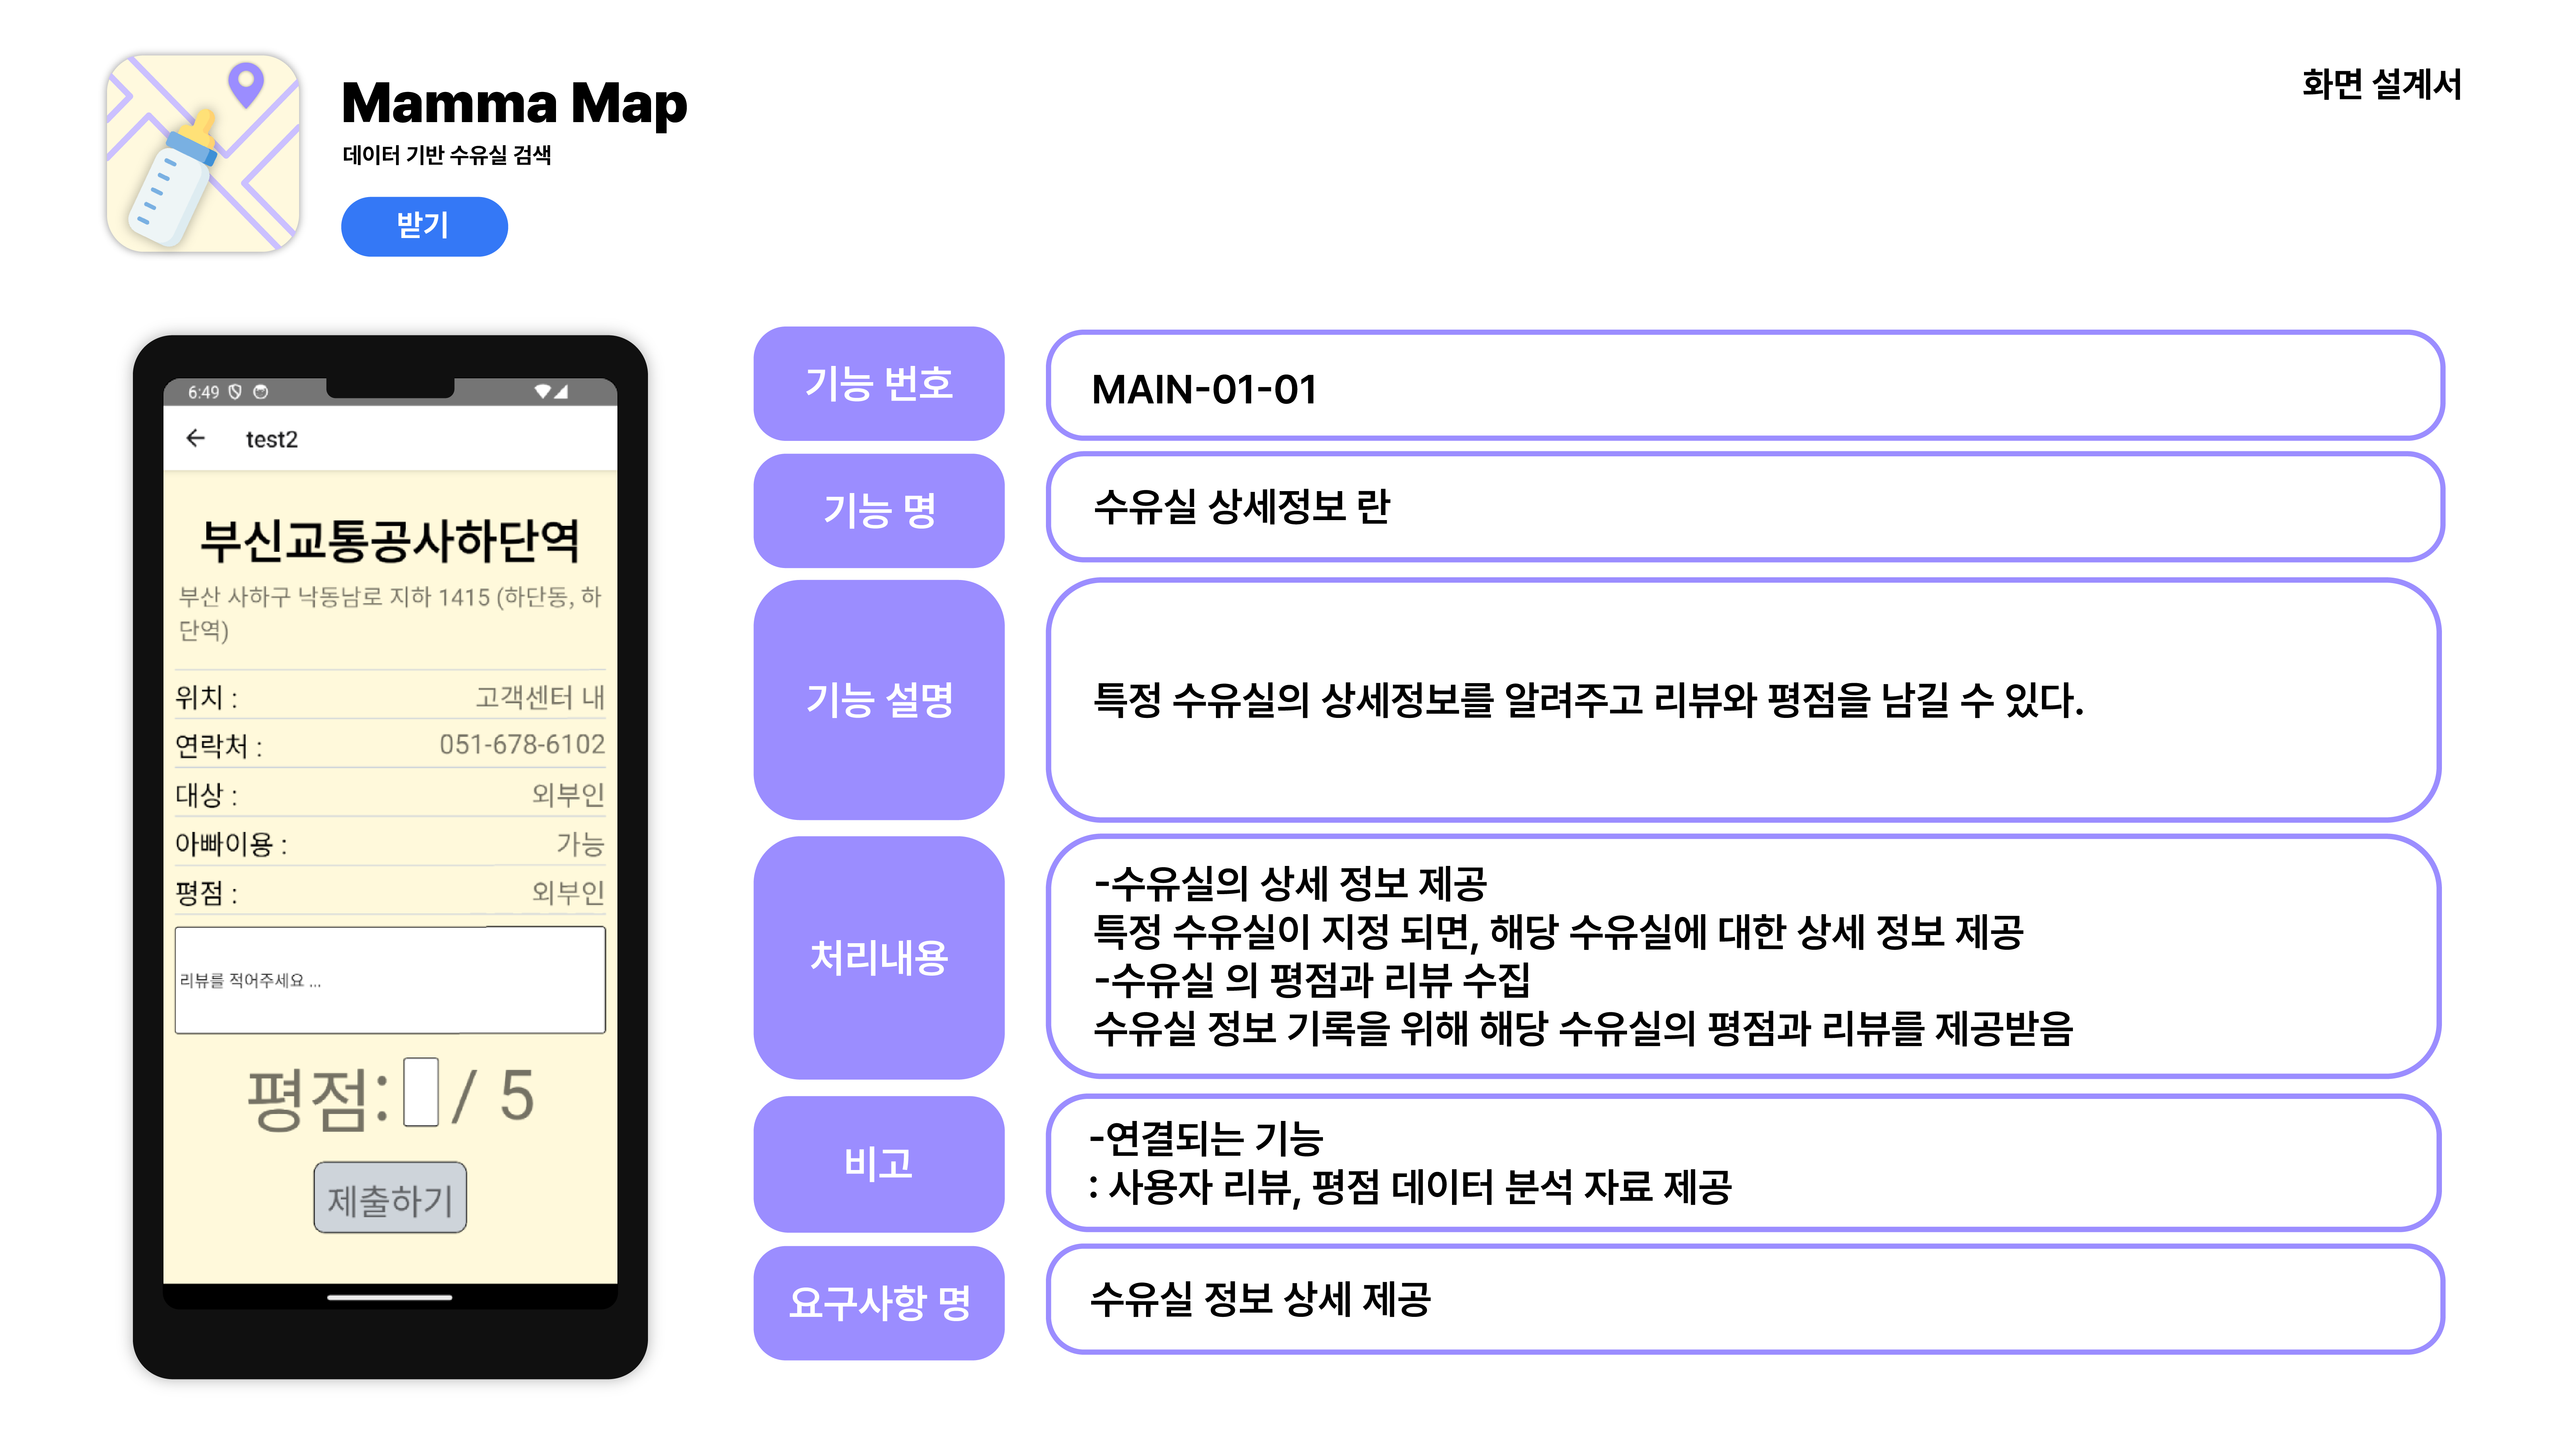 Mamma Map
데이터 기반 수유실 검색
받기
화면 설계서
6:49
test2
부신교통공사하단역
부산 사하구 낙동남로 지하 1415 (하단동, 하
단역)
위치 : 고객센터 내
연락처 : 051-678-6102
대상 : 외부인
아빠이용 : 가능
평점 : 외부인
리뷰를 적어주세요 ...
평점: / 5
제출하기
기능 번호
MAIN-01-01
기능 명
수유실 상세정보 란
기능 설명
특정 수유실의 상세정보를 알려주고 리뷰와 평점을 남길 수 있다.
처리내용
-수유실의 상세 정보 제공
특정 수유실이 지정 되면, 해당 수유실에 대한 상세 정보 제공
-수유실 의 평점과 리뷰 수집
수유실 정보 기록을 위해 해당 수유실의 평점과 리뷰를 제공받음
비고
-연결되는 기능
: 사용자 리뷰, 평점 데이터 분석 자료 제공
요구사항 명
수유실 정보 상세 제공